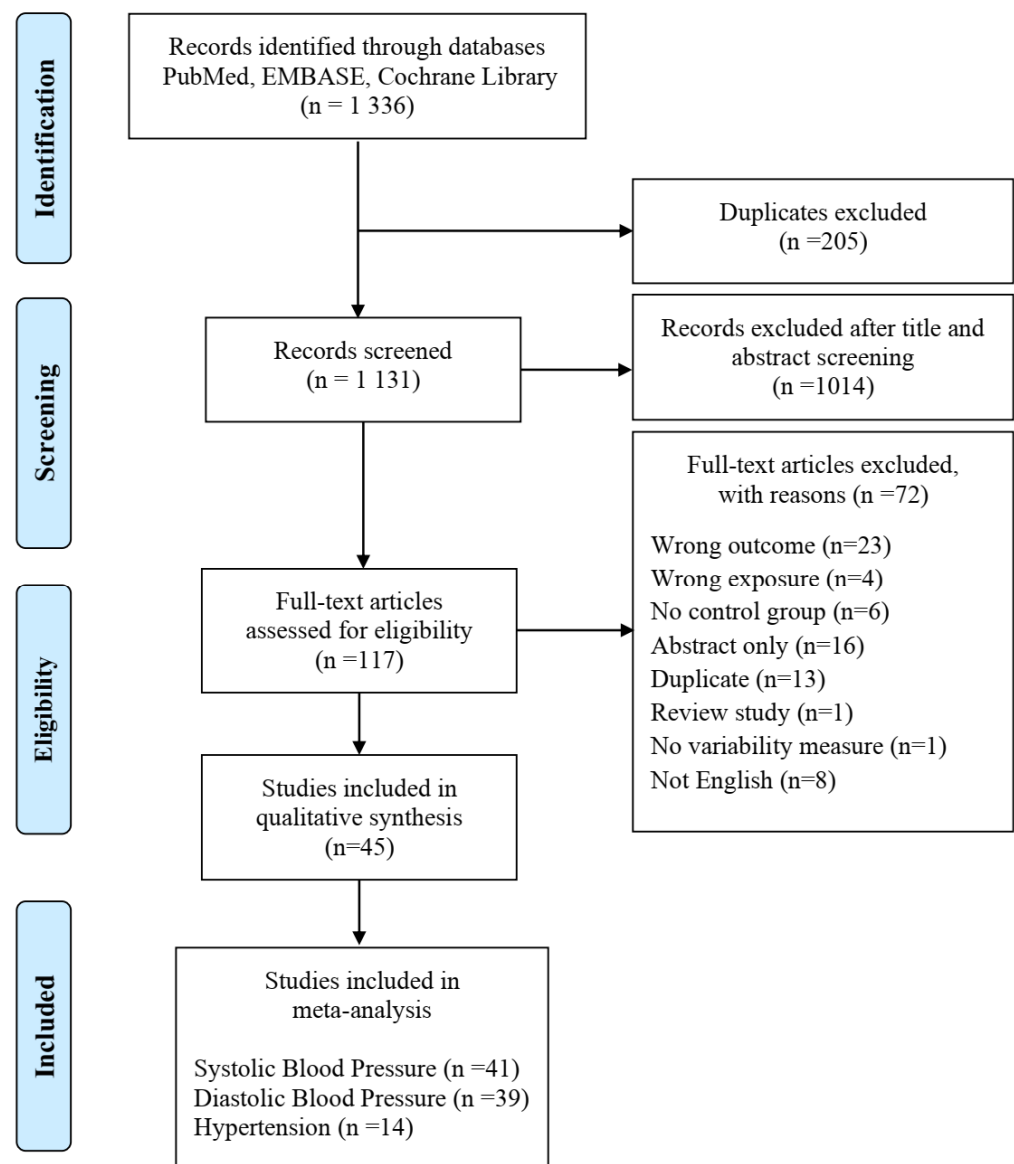 Identification
Records identified through databases
PubMed, EMBASE, Cochrane Library
(n = 1 336)
Duplicates excluded
(n =205)
Screening
Records screened
(n = 1 131)
Records excluded after title and
abstract screening
(n =1014)
Eligibility
Full-text articles
assessed for eligibility
(n =117)
Full-text articles excluded,
with reasons (n =72)
Wrong outcome (n=23)
Wrong exposure (n=4)
No control group (n=6)
Abstract only (n=16)
Duplicate (n=13)
Review study (n=1)
No variability measure (n=1)
Not English (n=8)
Studies included in
qualitative synthesis
(n=45)
Included
Studies included in
meta-analysis
Systolic Blood Pressure (n =41)
Diastolic Blood Pressure (n =39)
Hypertension (n =14)